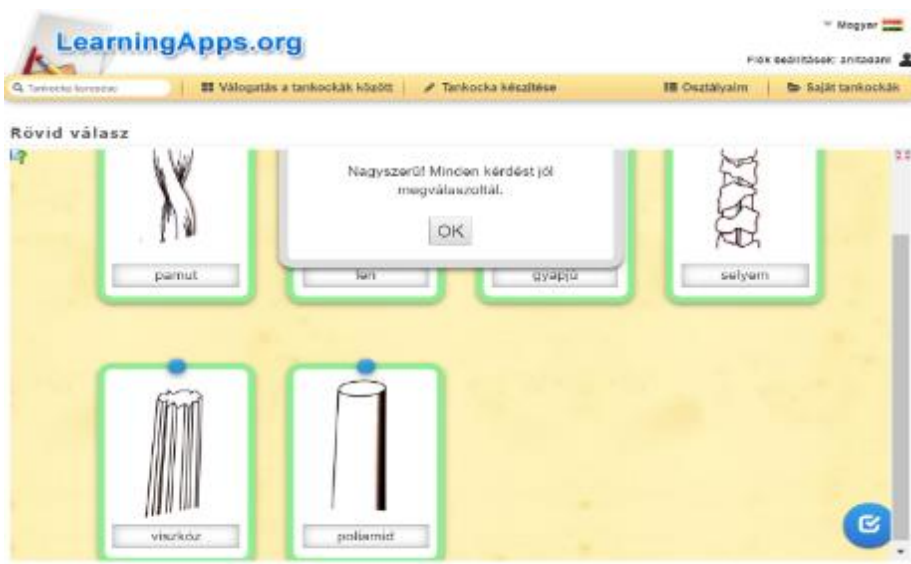 LearningApps.org
Magyar
Fiók beállítások: anitadani
Tankocka keresése
Válogatás a tankockák között
Tankocka készítése
Osztályaim
Saját tankockák
Rövid válasz
Nagyszerű! Minden kérdést jól
megválaszoltál.
OK
pamut
len
gyapjú
selyem
viszkóz
poliamid